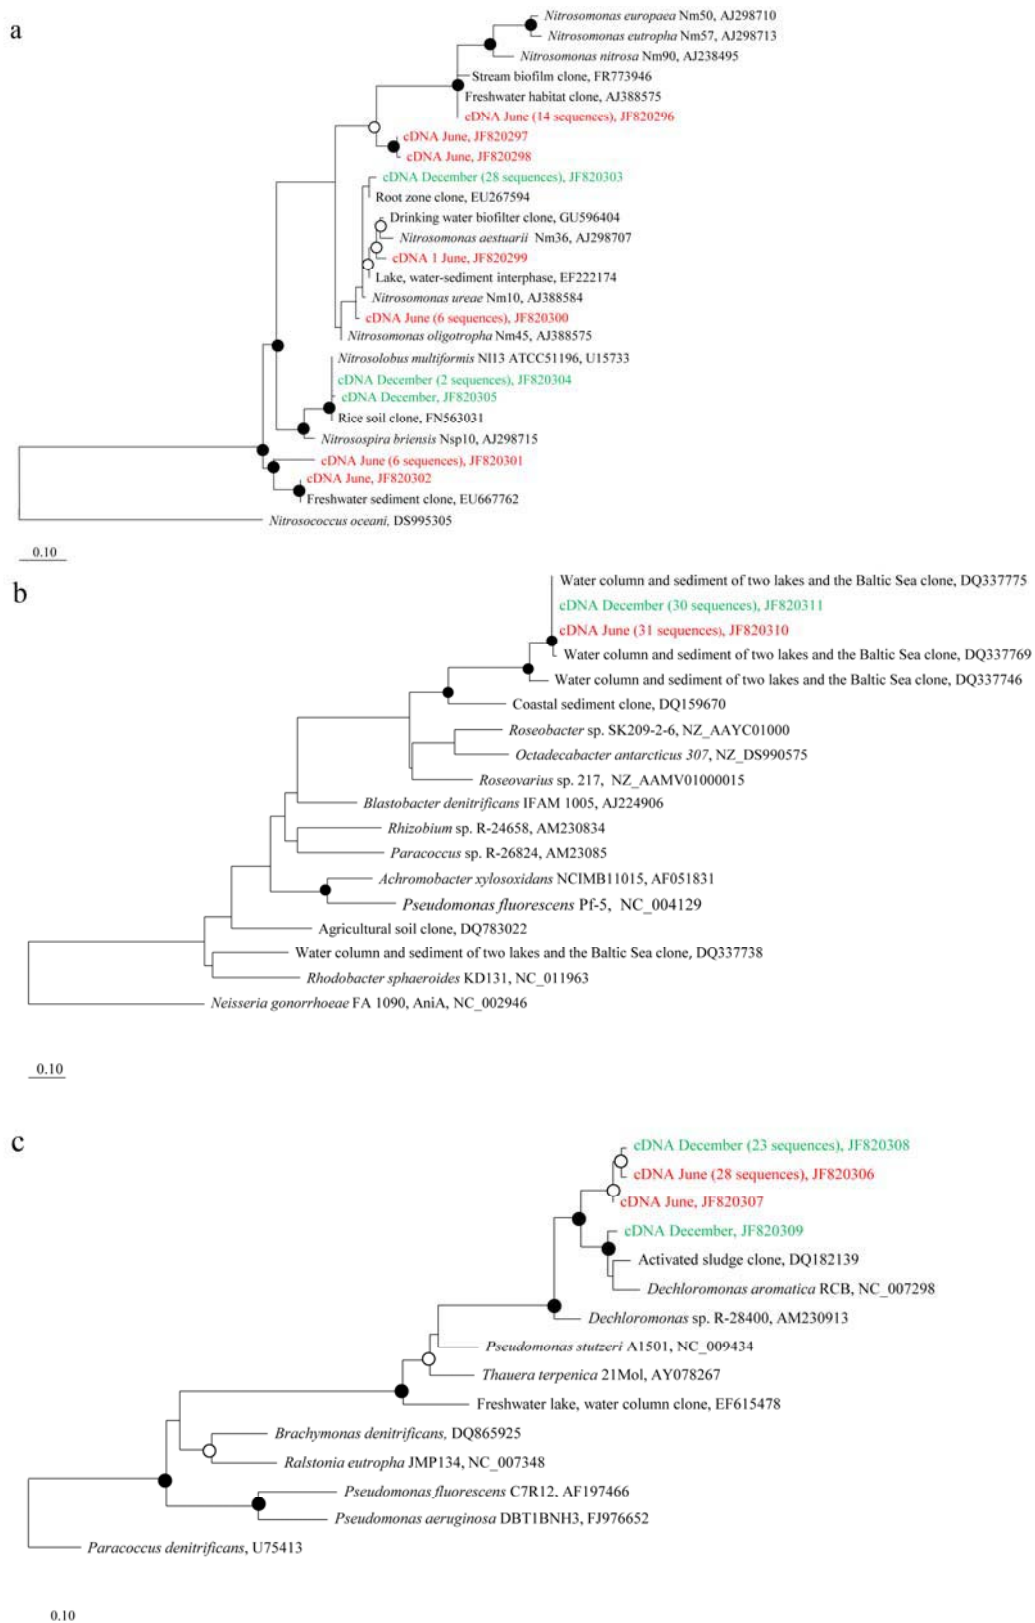 a
Nitrosomonas europaea Nm50, AJ298710
Nitrosomonas eutropha Nm57, AJ298713
Nitrosomonas nitrosa Nm90, AJ238495
Stream biofilm clone, FR773946
Freshwater habitat clone, AJ388575
cDNA June (14 sequences), JF820296
cDNA June, JF820297
cDNA June, JF820298
cDNA December (28 sequences), JF820303
Root zone clone, EU267594
Drinking water biofilter clone, GU596404
Nitrosomonas aestuarii Nm36, AJ298707
cDNA 1 June, JF820299
Lake, water-sediment interphase, EF222174
Nitrosomonas ureae Nm10, AJ388584
cDNA June (6 sequences), JF820300
Nitrosomonas oligotropha Nm45, AJ388575
Nitrosolobus multiformis Nl13 ATCC51196, U15733
cDNA December (2 sequences), JF820304
cDNA December, JF820305
Rice soil clone, FN563031
Nitrosospira briensis Nsp10, AJ298715
cDNA June (6 sequences), JF820301
cDNA June, JF820302
Freshwater sediment clone, EU667762
Nitrosococcus oceani, DS995305
0.10
b
Water column and sediment of two lakes and the Baltic Sea clone, DQ337775
cDNA December (30 sequences), JF820311
cDNA June (31 sequences), JF820310
Water column and sediment of two lakes and the Baltic Sea clone, DQ337769
Water column and sediment of two lakes and the Baltic Sea clone, DQ337746
Coastal sediment clone, DQ159670
Roseobacter sp. SK209-2-6, NZ_AAYC01000
Octadecabacter antarcticus 307, NZ_DS990575
Roseovarius sp. 217, NZ_AAMV01000015
Blastobacter denitrificans IFAM 1005, AJ224906
Rhizobium sp. R-24658, AM230834
Paracoccus sp. R-26824, AM23085
Achromobacter xylosoxidans NCIMB11015, AF051831
Pseudomonas fluorescens Pf-5, NC_004129
Agricultural soil clone, DQ783022
Water column and sediment of two lakes and the Baltic Sea clone, DQ337738
Rhodobacter sphaeroides KD131, NC_011963
Neisseria gonorrhoeae FA 1090, AniA, NC_002946
0.10
c
cDNA December (23 sequences), JF820308
cDNA June (28 sequences), JF820306
cDNA June, JF820307
cDNA December, JF820309
Activated sludge clone, DQ182139
Dechloromonas aromatica RCB, NC_007298
Dechloromonas sp. R-28400, AM230913
Pseudomonas stutzeri A1501, NC_009434
Thauera terpenica 21Mol, AY078267
Freshwater lake, water column clone, EF615478
Brachymonas denitrificans, DQ865925
Ralstonia eutropha JMP134, NC_007348
Pseudomonas fluorescens C7R12, AF197466
Pseudomonas aeruginosa DBT1BNH3, FJ976652
Paracoccus denitrificans, U75413
0.10